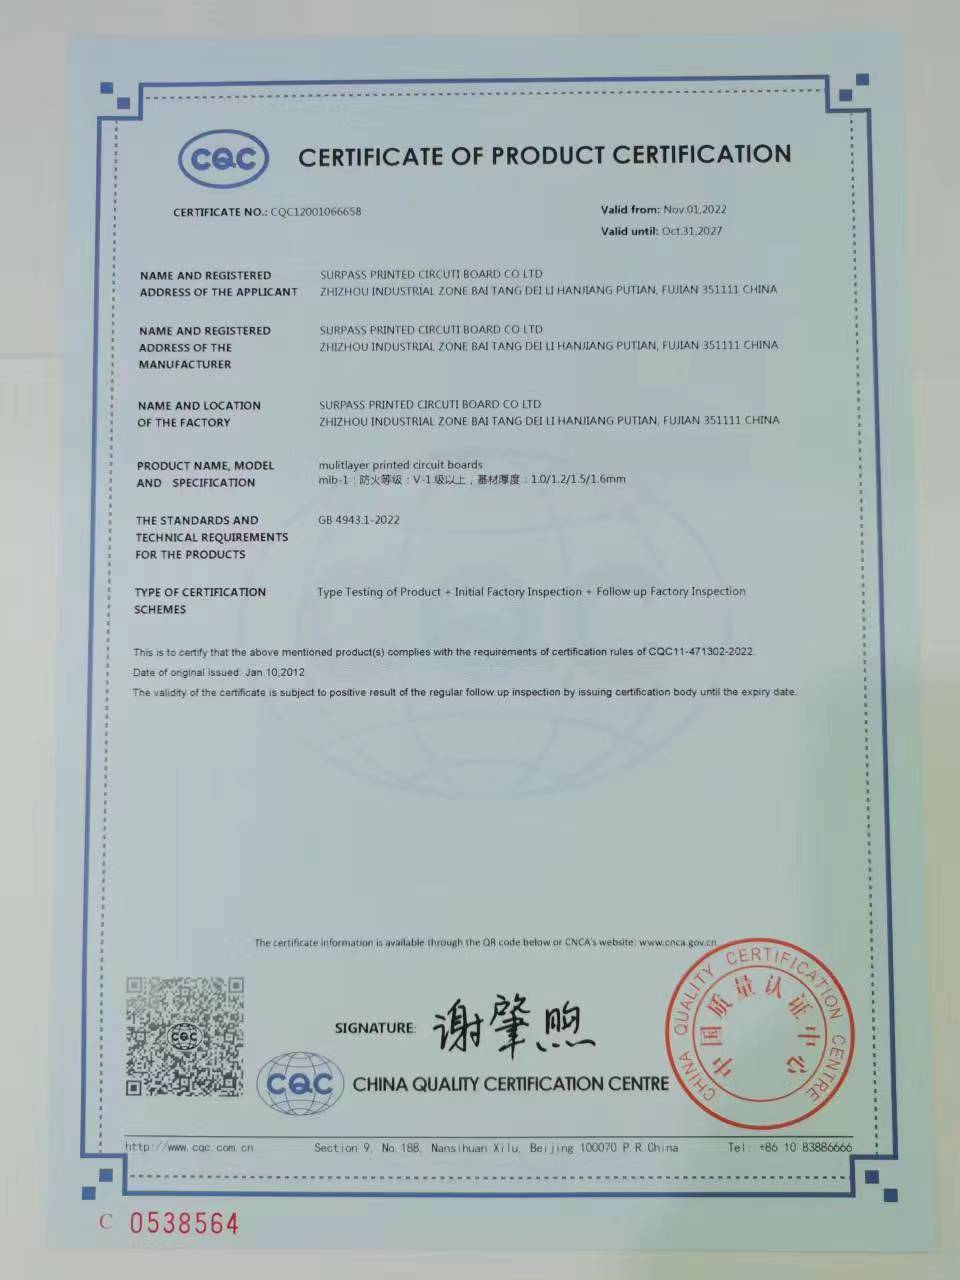 CQC
CERTIFICATE OF PRODUCT CERTIFICATION
CERTIFICATE NO.: CQC12001066658
Valid from: Nov.01,2022
Valid until: Oct.31,2027
NAME AND REGISTERED
ADDRESS OF THE APPLICANT
SURPASS PRINTED CIRCUTI BOARD CO LTD
ZHIZHOU INDUSTRIAL ZONE BAI TANG DEI LI HANJIANG PUTIAN, FUJIAN 351111 CHINA
NAME AND REGISTERED
ADDRESS OF THE
MANUFACTURER
SURPASS PRINTED CIRCUTI BOARD CO LTD
ZHIZHOU INDUSTRIAL ZONE BAI TANG DEI LI HANJIANG PUTIAN, FUJIAN 351111 CHINA
NAME AND LOCATION
OF THE FACTORY
SURPASS PRINTED CIRCUTI BOARD CO LTD
ZHIZHOU INDUSTRIAL ZONE BAI TANG DEI LI HANJIANG PUTIAN, FUJIAN 351111 CHINA
PRODUCT NAME, MODEL
AND SPECIFICATION
mulitlayer printed circuit boards
mlb-1：防火等级：V-1 级以上，基材厚度：1.0/1.2/1.5/1.6mm
THE STANDARDS AND
TECHNICAL REQUIREMENTS
FOR THE PRODUCTS
GB 4943.1-2022
TYPE OF CERTIFICATION
SCHEMES
Type Testing of Product + Initial Factory Inspection + Follow up Factory Inspection
This is to certify that the above mentioned product(s) complies with the requirements of certification rules of CQC11-471302-2022.
Date of original issued: Jan.10,2012
The validity of the certificate is subject to positive result of the regular follow up inspection by issuing certification body until the expiry date.
The certificate information is available through the QR code below or CNCA's website: www.cnca.gov.cn
CQC
SIGNATURE: 谢肇煦
CQC
CHINA QUALITY CERTIFICATION CENTRE
CHINA QUALITY CERTIFICATION CENTRE
中国质量认证中心
http://www.cqc.com.cn
Section 9, No.188, Nansihuan Xilu, Beijing 100070 P.R.China
Tel: +86 10 83886666
C 0538564